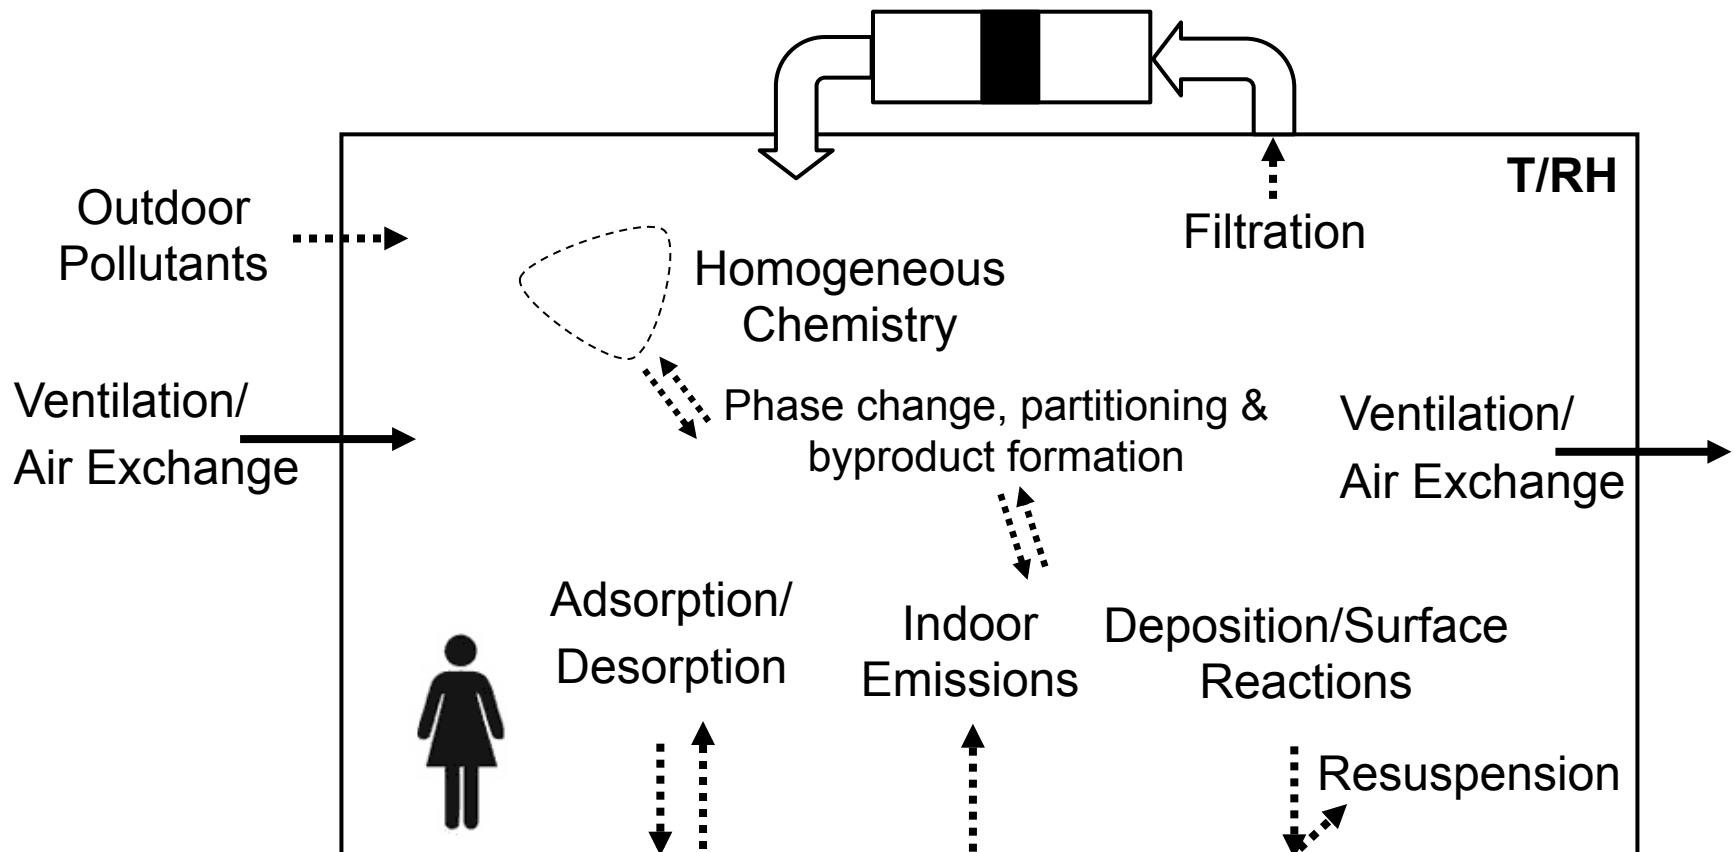 T/RH
Outdoor
Pollutants
Filtration
Homogeneous
Chemistry
Ventilation/
Air Exchange
Phase change, partitioning &
byproduct formation
Ventilation/
Air Exchange
Adsorption/
Desorption
Indoor
Emissions
Deposition/Surface
Reactions
Resuspension